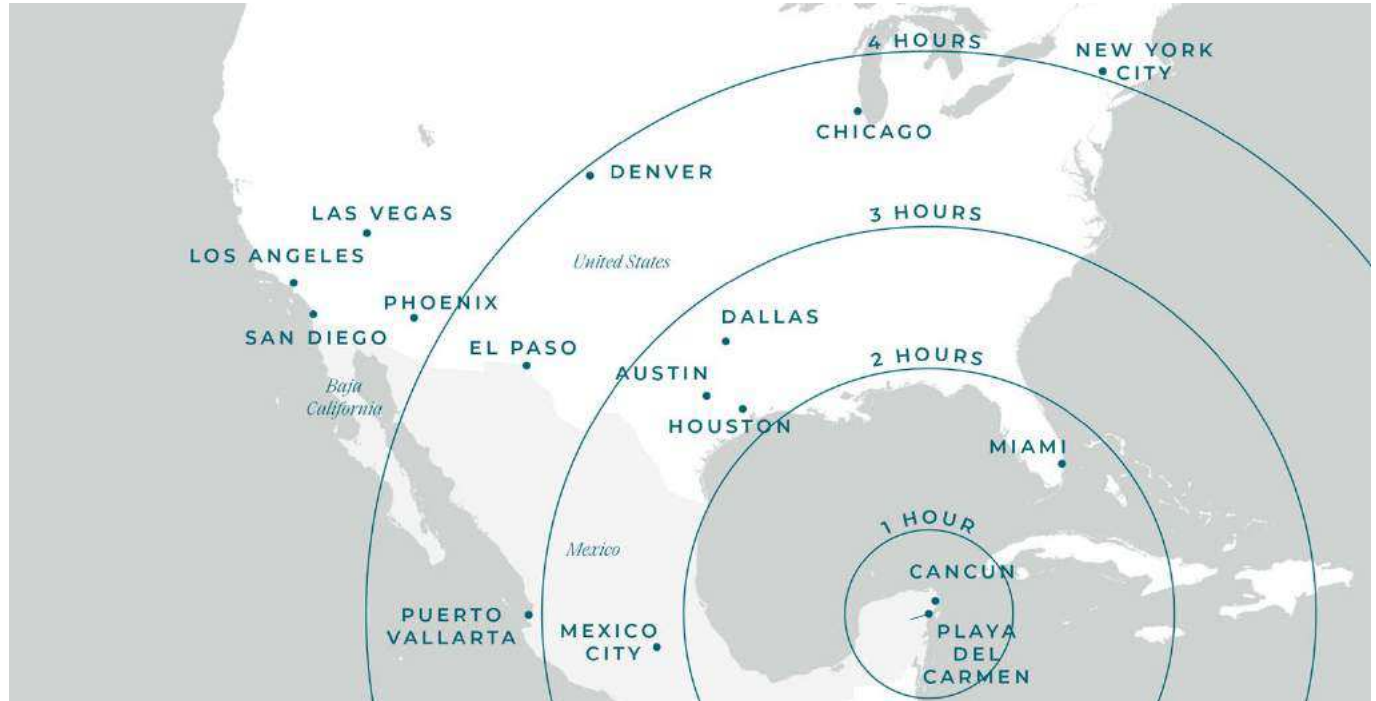 4 HOURS
NEW YORK
CITY
CHICAGO
DENVER
3 HOURS
LAS VEGAS
LOS ANGELES
United States
PHOENIX
SAN DIEGO
DALLAS
EL PASO
2 HOURS
AUSTIN
Baja
California
HOUSTON
MIAMI
1 HOUR
Mexico
CANCUN
PUERTO
VALLARTA
MEXICO
CITY
PLAYA
DEL
CARMEN